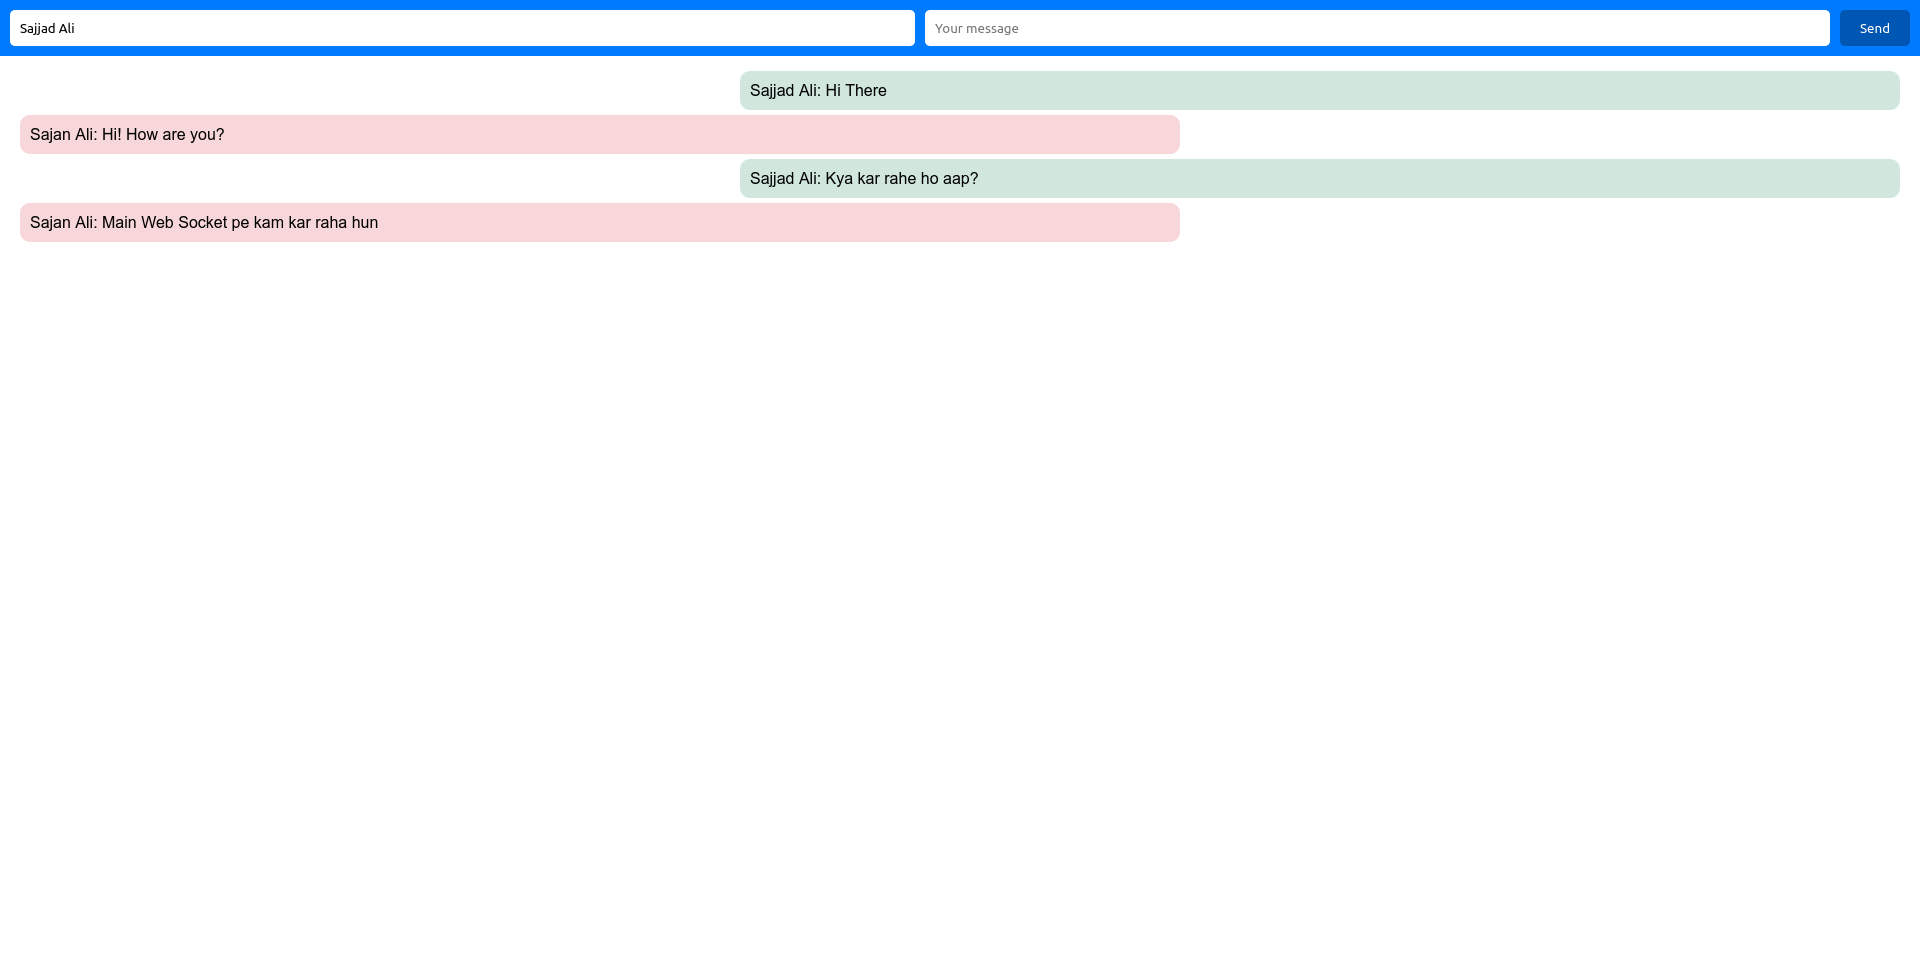 Sajjad Ali
Your message
Send
Sajjad Ali: Hi There
Sajan Ali: Hi! How are you?
Sajjad Ali: Kya kar rahe ho aap?
Sajan Ali: Main Web Socket pe kam kar raha hun